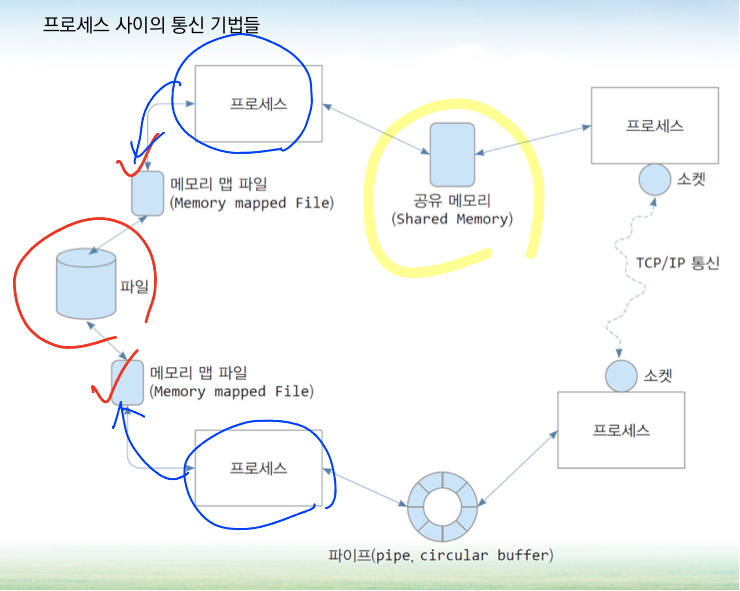 프로세스 사이의 통신 기법들
프로세스
프로세스
메모리 맵 파일
(Memory mapped File)
공유 메모리
(Shared Memory)
소켓
파일
TCP/IP 통신
메모리 맵 파일
(Memory mapped File)
소켓
프로세스
프로세스
파이프(pipe, circular buffer)